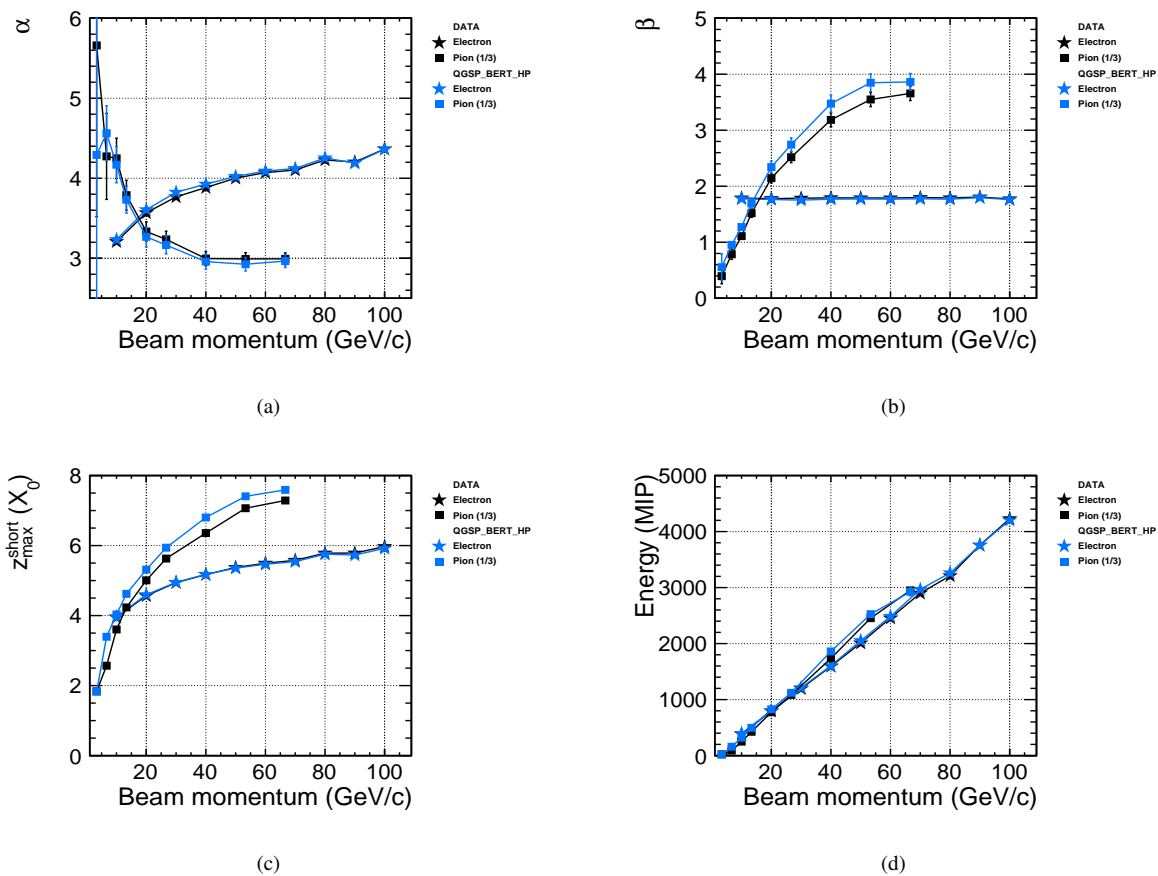 α
6
5
4
3
20 40 60 80 100
Beam momentum (GeV/c)
DATA
Electron
Pion (1/3)
QGSP_BERT_HP
Electron
Pion (1/3)
(a)
β
5
4
3
2
1
0
20 40 60 80 100
Beam momentum (GeV/c)
DATA
Electron
Pion (1/3)
QGSP_BERT_HP
Electron
Pion (1/3)
(b)
z_max^short (X_0)
8
6
4
2
0
20 40 60 80 100
Beam momentum (GeV/c)
DATA
Electron
Pion (1/3)
QGSP_BERT_HP
Electron
Pion (1/3)
(c)
Energy (MIP)
5000
4000
3000
2000
1000
0
20 40 60 80 100
Beam momentum (GeV/c)
DATA
Electron
Pion (1/3)
QGSP_BERT_HP
Electron
Pion (1/3)
(d)